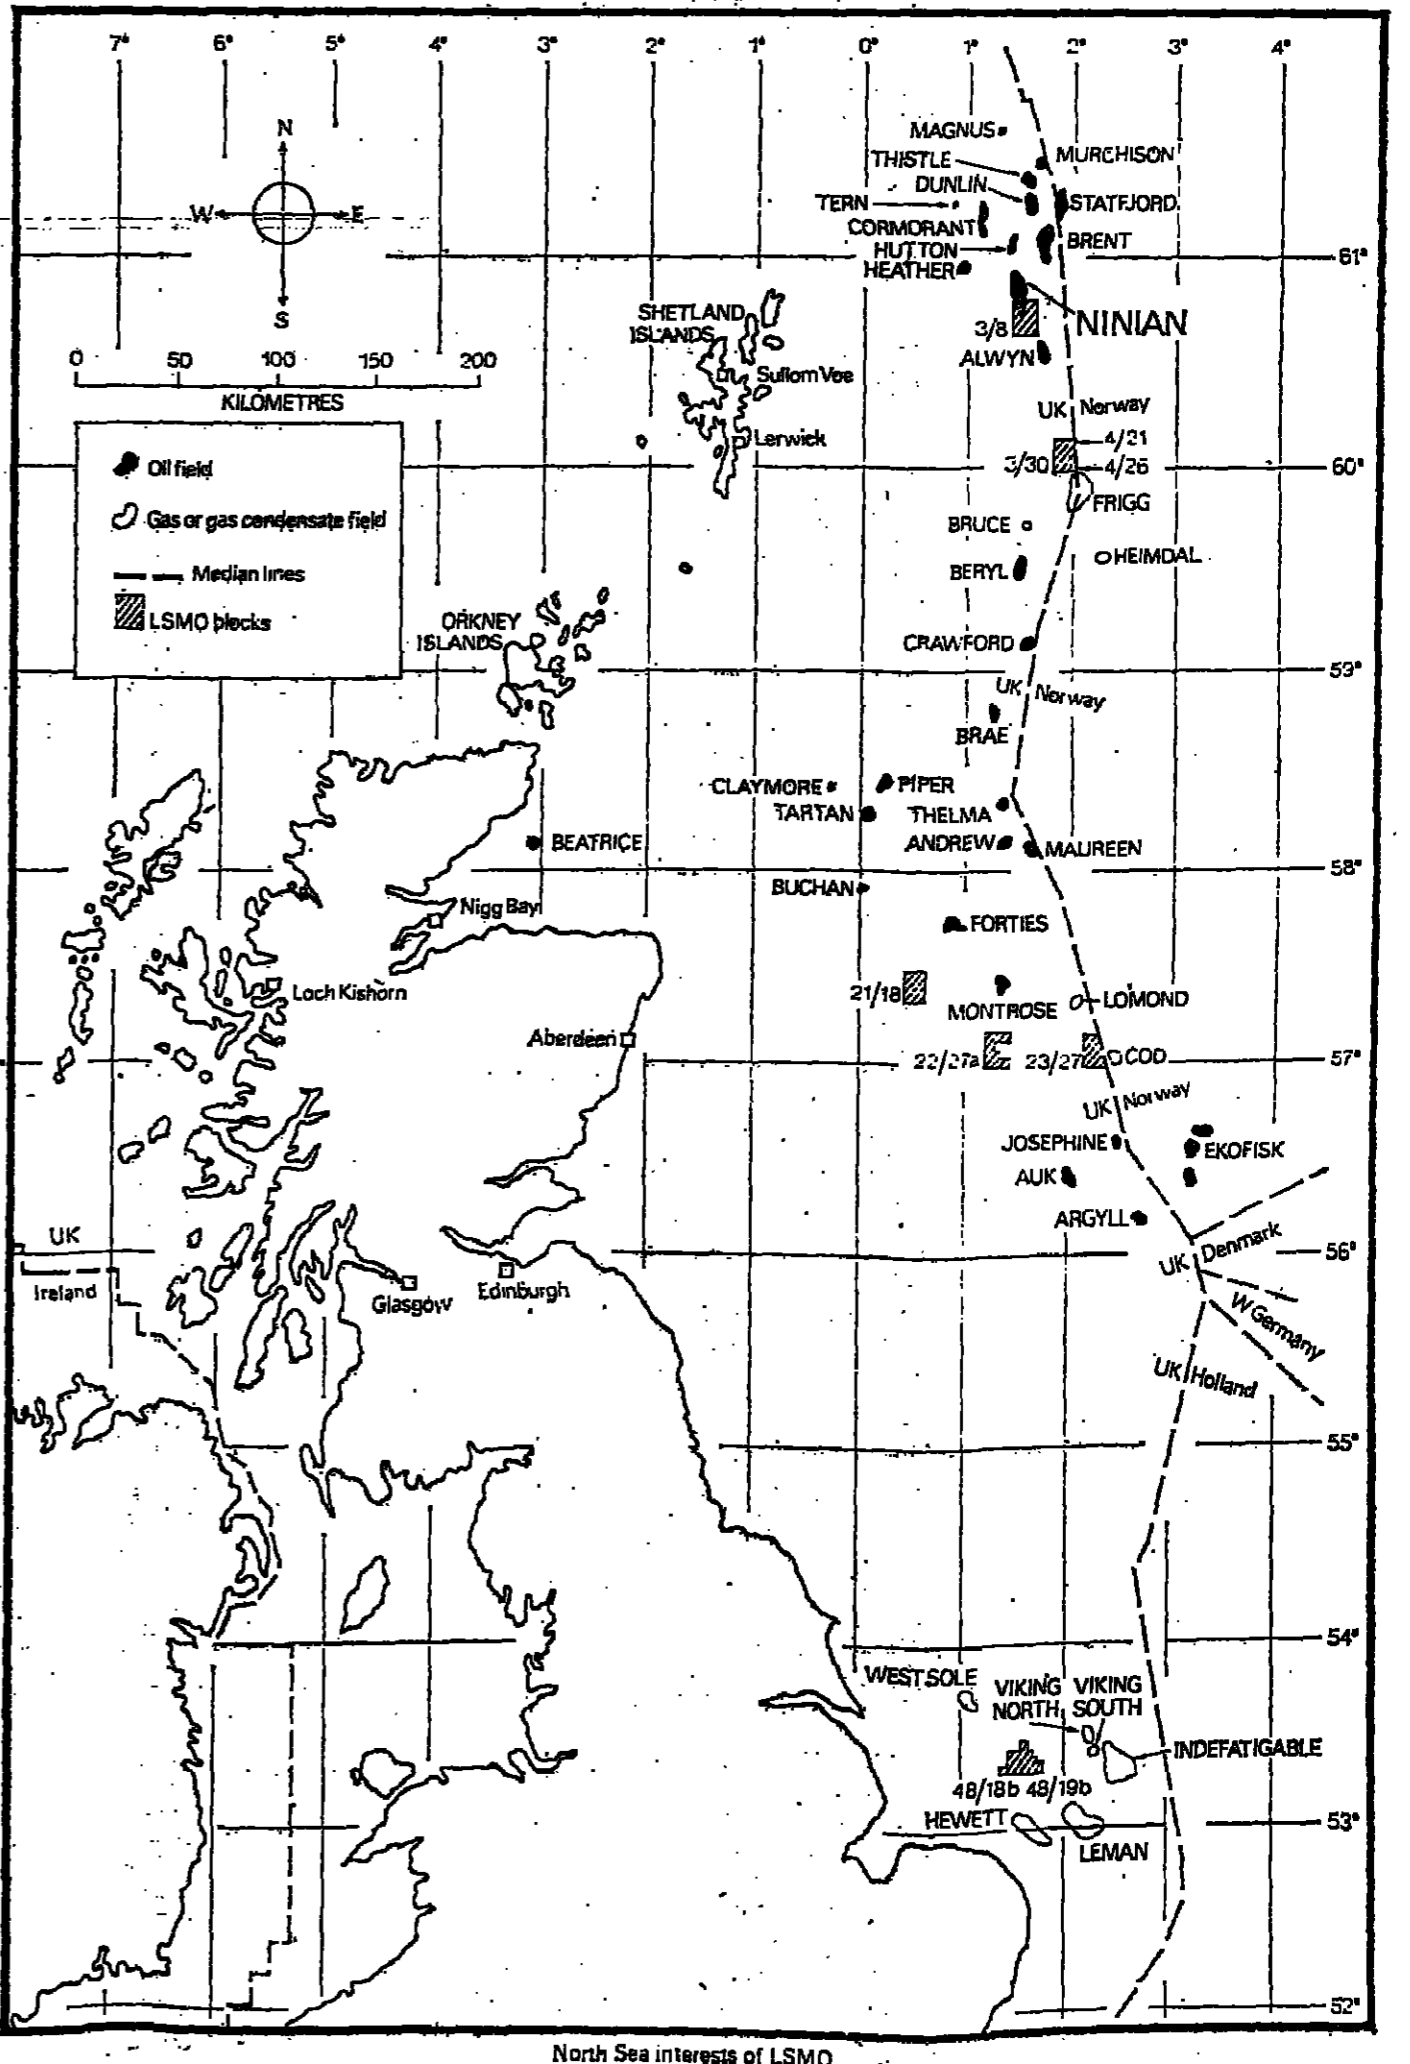 7° 6° 5° 4° 3° 2° 1° 0° 1° 2° 3° 4°
N
W E
S
MAGNUS
MURCHISON
THISTLE
DUNLIN
TERN
STATFJORD
CORMORANT
HUTTON
BRENT
HEATHER
61°
SHETLAND
ISLANDS
NINIAN
3/8
ALWYN
0 50 100 150 200
KILOMETRES
Sullom Voe
UK Norway
Lerwick
4/21
3/30
4/26
60°
Oil field
Gas or gas condensate field
Median lines
LSMO blocks
FRIGG
BRUCE
HEIMDAL
BERYL
ORKNEY
ISLANDS
CRAWFORD
59°
UK Norway
BRAE
CLAYMORE
PIPER
TARTAN
THELMA
BEATRICE
ANDREW
MAUREEN
58°
BUCHAN
Nigg Bay
FORTIES
Loch Kishorn
21/18
MONTROSE
LOMOND
Aberdeen
22/27a
23/27
COD
57°
UK Norway
JOSEPHINE
EKOFISK
AUK
ARGYLL
UK
Ireland
UK Denmark
56°
Glasgow
Edinburgh
W Germany
UK Holland
55°
54°
WEST SOLE
VIKING
NORTH
VIKING
SOUTH
INDEFATIGABLE
48/18b 48/19b
HEWETT
53°
LEMAN
52°
North Sea interests of LSMO